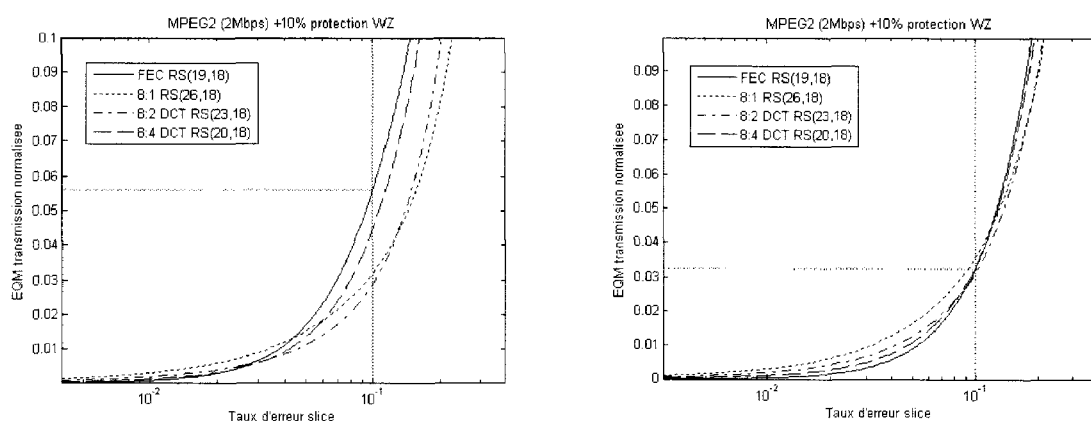 MPEG2 (2Mbps) +10% protection WZ
EQM transmission normalisee
0.1
0.09
0.08
0.07
0.06
0.05
0.04
0.03
0.02
0.01
FEC RS(19,18)
8:1 RS(26,18)
8:2 DCT RS(23,18)
8:4 DCT RS(20,18)
10-2
10-1
Taux d'erreur slice
MPEG2 (2Mbps) +10% protection WZ
EQM transmission normalisee
0.09
0.08
0.07
0.06
0.05
0.04
0.03
0.02
0.01
0
FEC RS(19,18)
8:1 RS(26,18)
8:2 DCT RS(23,18)
8:4 DCT RS(20,18)
10-2
10-1
Taux d'erreur slice